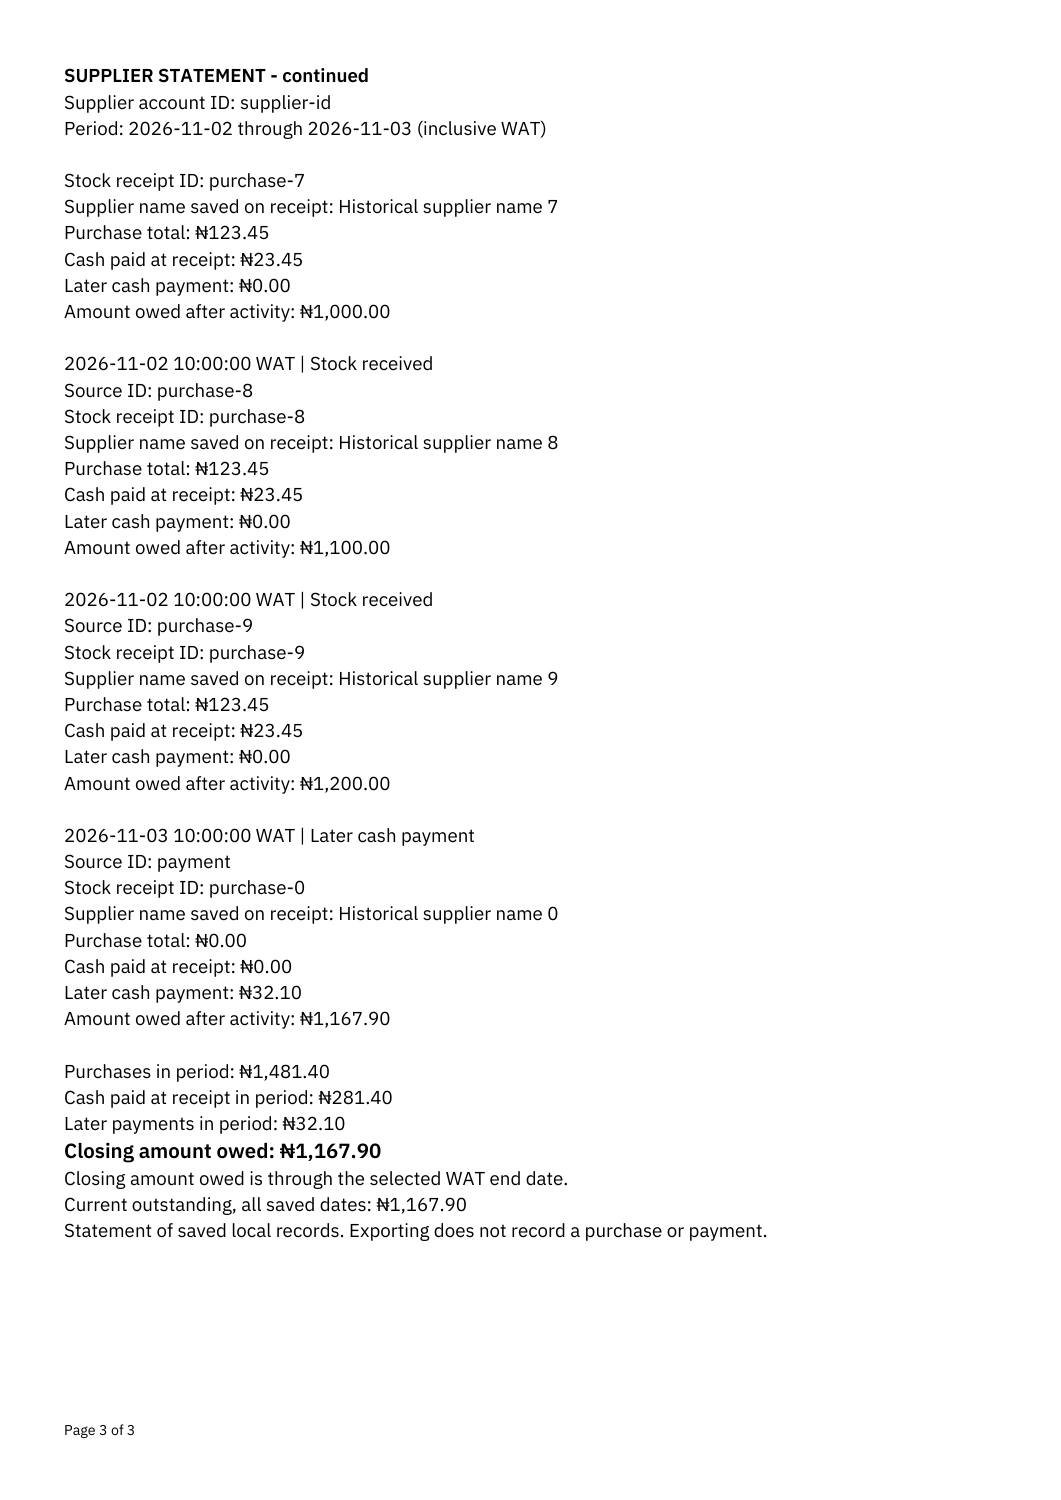 SUPPLIER STATEMENT - continued
Supplier account ID: supplier-id
Period: 2026-11-02 through 2026-11-03 (inclusive WAT)
Stock receipt ID: purchase-7
Supplier name saved on receipt: Historical supplier name 7
Purchase total: ₦123.45
Cash paid at receipt: ₦23.45
Later cash payment: ₦0.00
Amount owed after activity: ₦1,000.00
2026-11-02 10:00:00 WAT | Stock received
Source ID: purchase-8
Stock receipt ID: purchase-8
Supplier name saved on receipt: Historical supplier name 8
Purchase total: ₦123.45
Cash paid at receipt: ₦23.45
Later cash payment: ₦0.00
Amount owed after activity: ₦1,100.00
2026-11-02 10:00:00 WAT | Stock received
Source ID: purchase-9
Stock receipt ID: purchase-9
Supplier name saved on receipt: Historical supplier name 9
Purchase total: ₦123.45
Cash paid at receipt: ₦23.45
Later cash payment: ₦0.00
Amount owed after activity: ₦1,200.00
2026-11-03 10:00:00 WAT | Later cash payment
Source ID: payment
Stock receipt ID: purchase-0
Supplier name saved on receipt: Historical supplier name 0
Purchase total: ₦0.00
Cash paid at receipt: ₦0.00
Later cash payment: ₦32.10
Amount owed after activity: ₦1,167.90
Purchases in period: ₦1,481.40
Cash paid at receipt in period: ₦281.40
Later payments in period: ₦32.10
Closing amount owed: ₦1,167.90
Closing amount owed is through the selected WAT end date.
Current outstanding, all saved dates: ₦1,167.90
Statement of saved local records. Exporting does not record a purchase or payment.
Page 3 of 3